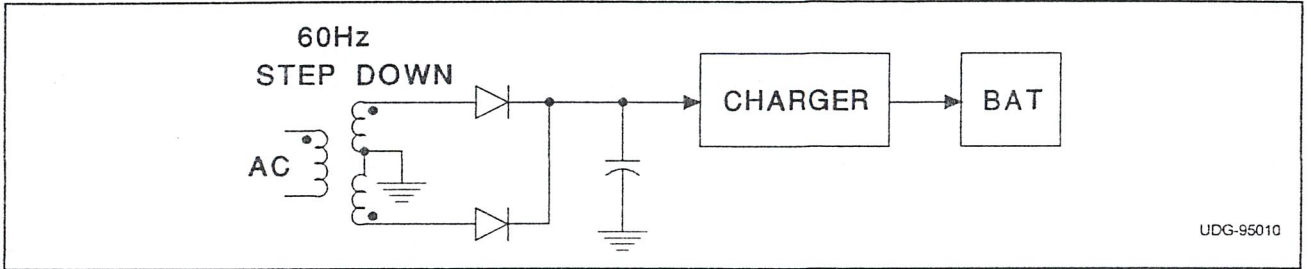 60Hz
STEP DOWN
AC
CHARGER
BAT
UDG-95010